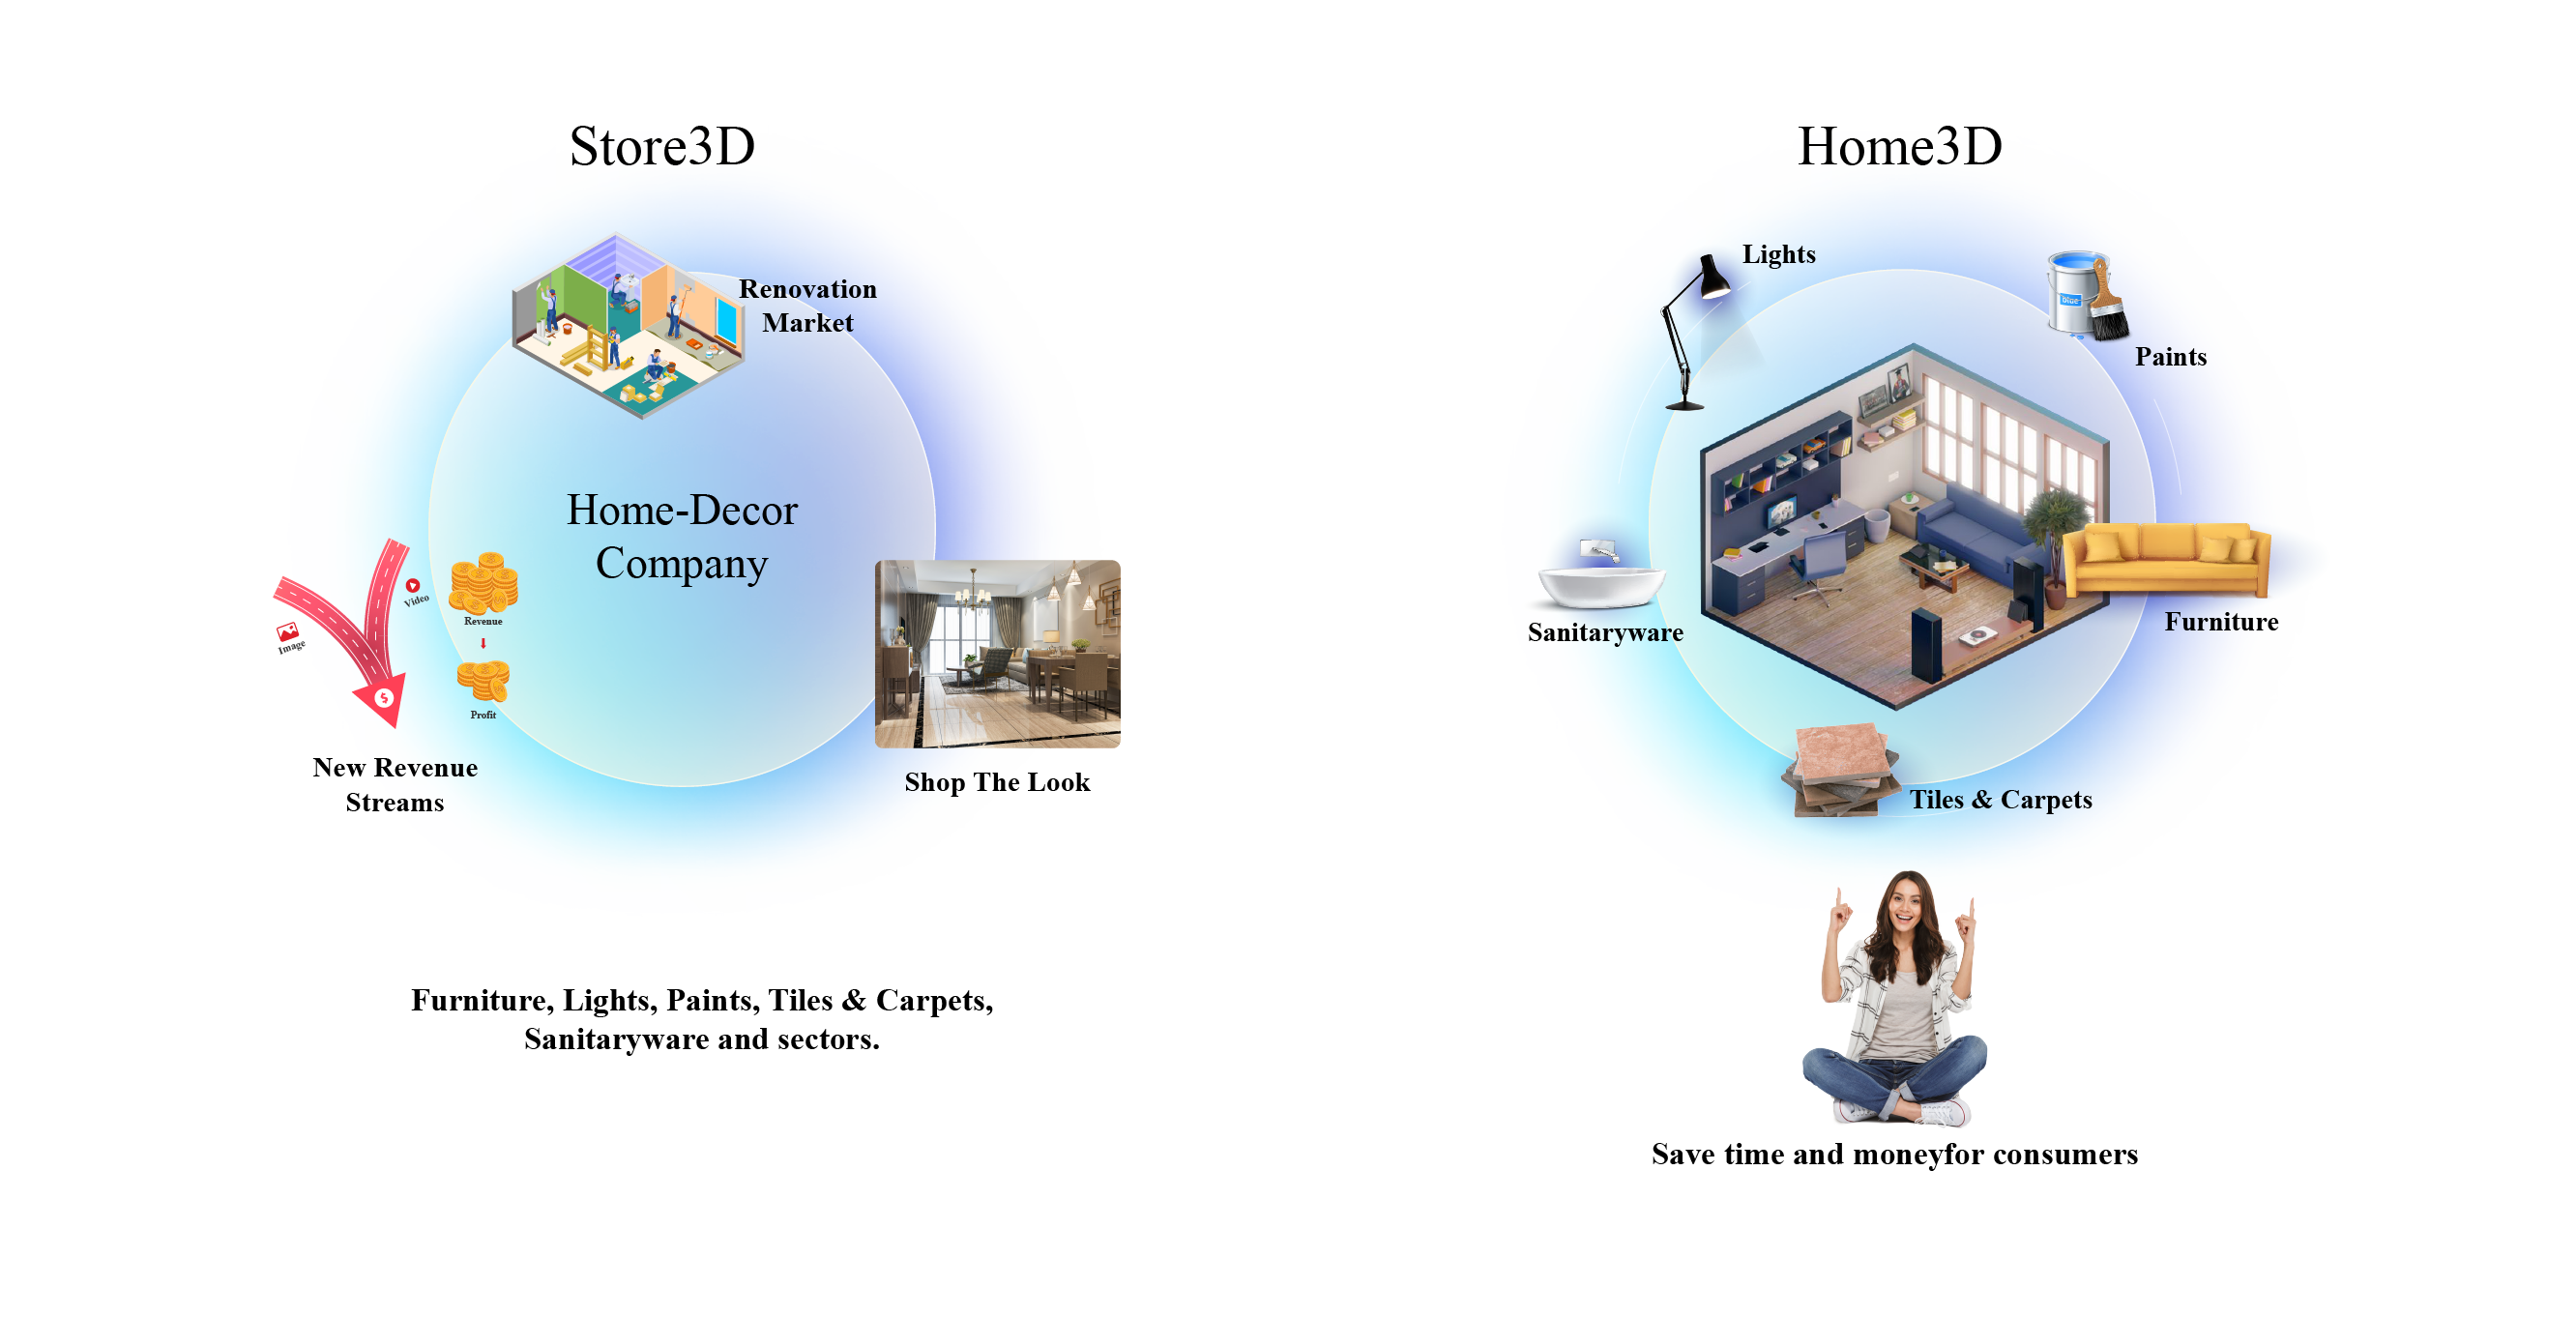 Store3D
Renovation
Market
Home-Decor
Company
Video
Image
Revenue
Profit
New Revenue
Streams
Shop The Look
Furniture, Lights, Paints, Tiles & Carpets,
Sanitaryware and sectors.
Home3D
Lights
blue
Paints
Sanitaryware
Furniture
Tiles & Carpets
Save time and moneyfor consumers